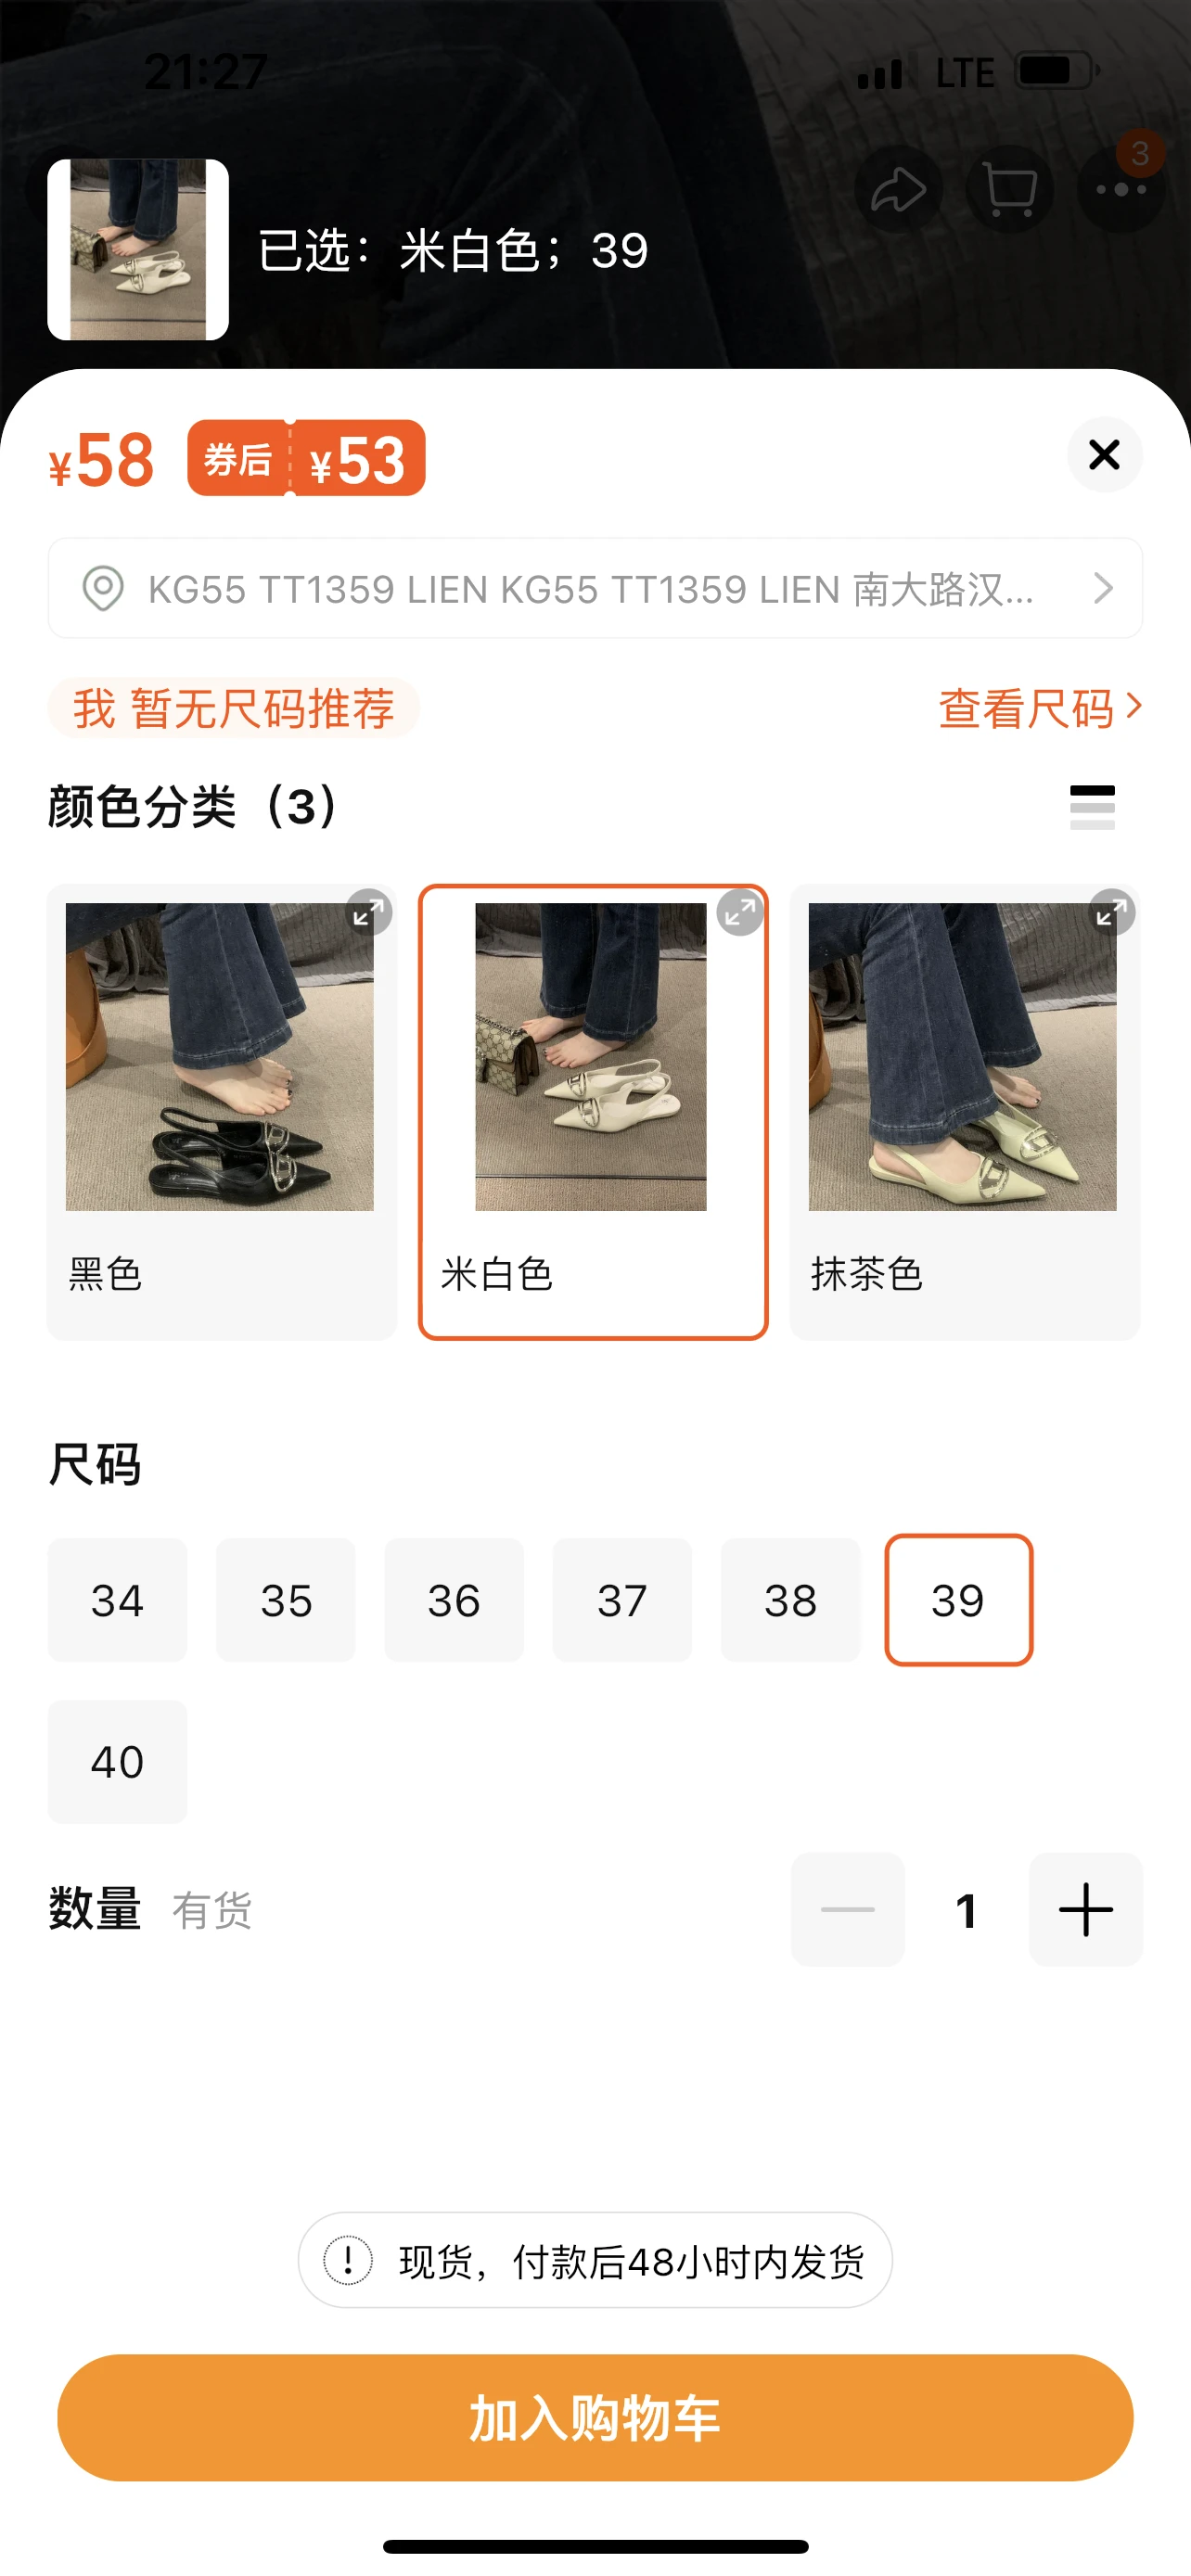 21:27
LTE
3
已选：米白色；39
¥58 券后 ¥53
KG55 TT1359 LIEN KG55 TT1359 LIEN 南大路汉...
我 暂无尺码推荐
查看尺码
颜色分类（3）
黑色
米白色
抹茶色
尺码
34 35 36 37 38 39
40
数量 有货
1
现货，付款后48小时内发货
加入购物车